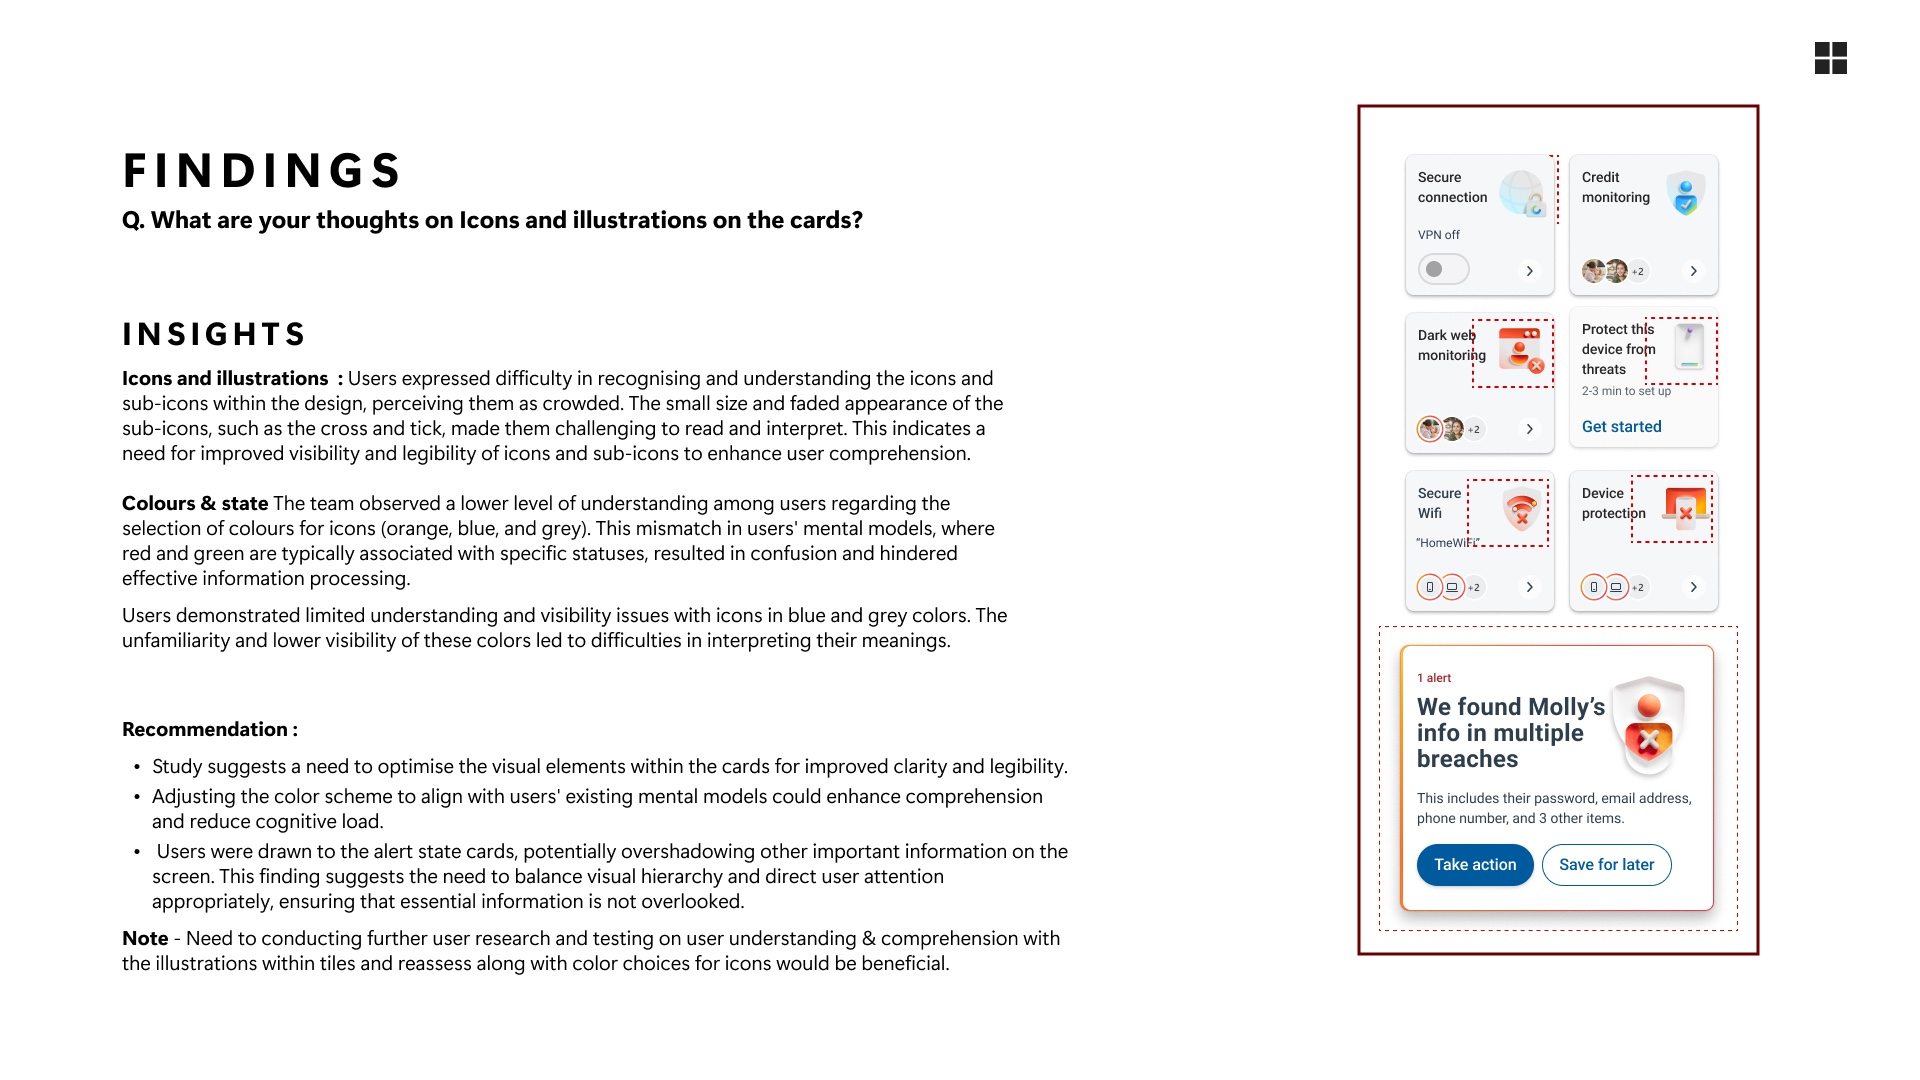 FINDINGS
Q. What are your thoughts on Icons and illustrations on the cards?
INSIGHTS
Icons and illustrations : Users expressed difficulty in recognising and understanding the icons and
sub-icons within the design, perceiving them as crowded. The small size and faded appearance of the
sub-icons, such as the cross and tick, made them challenging to read and interpret. This indicates a
need for improved visibility and legibility of icons and sub-icons to enhance user comprehension.
Colours & state The team observed a lower level of understanding among users regarding the
selection of colours for icons (orange, blue, and grey). This mismatch in users' mental models, where
red and green are typically associated with specific statuses, resulted in confusion and hindered
effective information processing.
Users demonstrated limited understanding and visibility issues with icons in blue and grey colors. The
unfamiliarity and lower visibility of these colors led to difficulties in interpreting their meanings.
Recommendation :
• Study suggests a need to optimise the visual elements within the cards for improved clarity and legibility.
• Adjusting the color scheme to align with users' existing mental models could enhance comprehension
and reduce cognitive load.
• Users were drawn to the alert state cards, potentially overshadowing other important information on the
screen. This finding suggests the need to balance visual hierarchy and direct user attention
appropriately, ensuring that essential information is not overlooked.
Note - Need to conducting further user research and testing on user understanding & comprehension with
the illustrations within tiles and reassess along with color choices for icons would be beneficial.
Secure
connection
VPN off
Credit
monitoring
+2
Dark web
monitoring
+2
Protect this
device from
threats
2-3 min to set up
Get started
Secure
Wifi
“HomeWiFi”
+2
Device
protection
+2
1 alert
We found Molly’s
info in multiple
breaches
This includes their password, email address,
phone number, and 3 other items.
Take action
Save for later